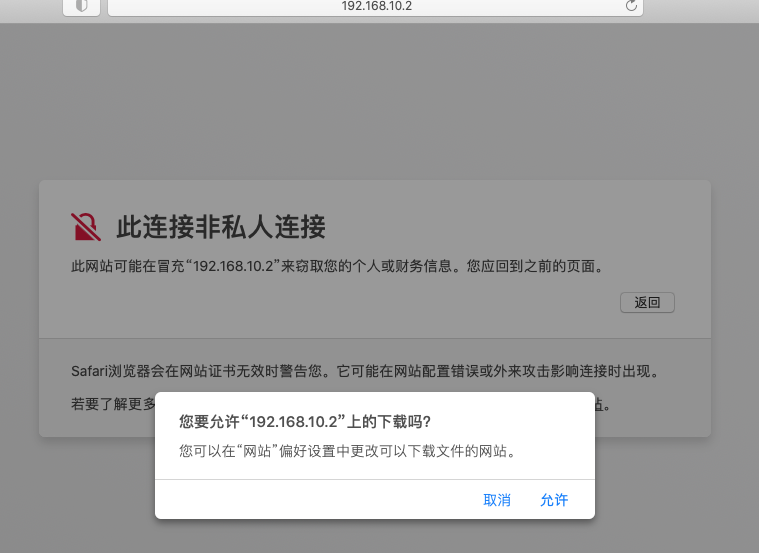 192.168.10.2
此连接非私人连接
此网站可能在冒充“192.168.10.2”来窃取您的个人或财务信息。您应回到之前的页面。
返回
Safari浏览器会在网站证书无效时警告您。它可能在网站配置错误或外来攻击影响连接时出现。
若要了解更多 站。
您要允许“192.168.10.2”上的下载吗?
您可以在“网站”偏好设置中更改可以下载文件的网站。
取消 允许